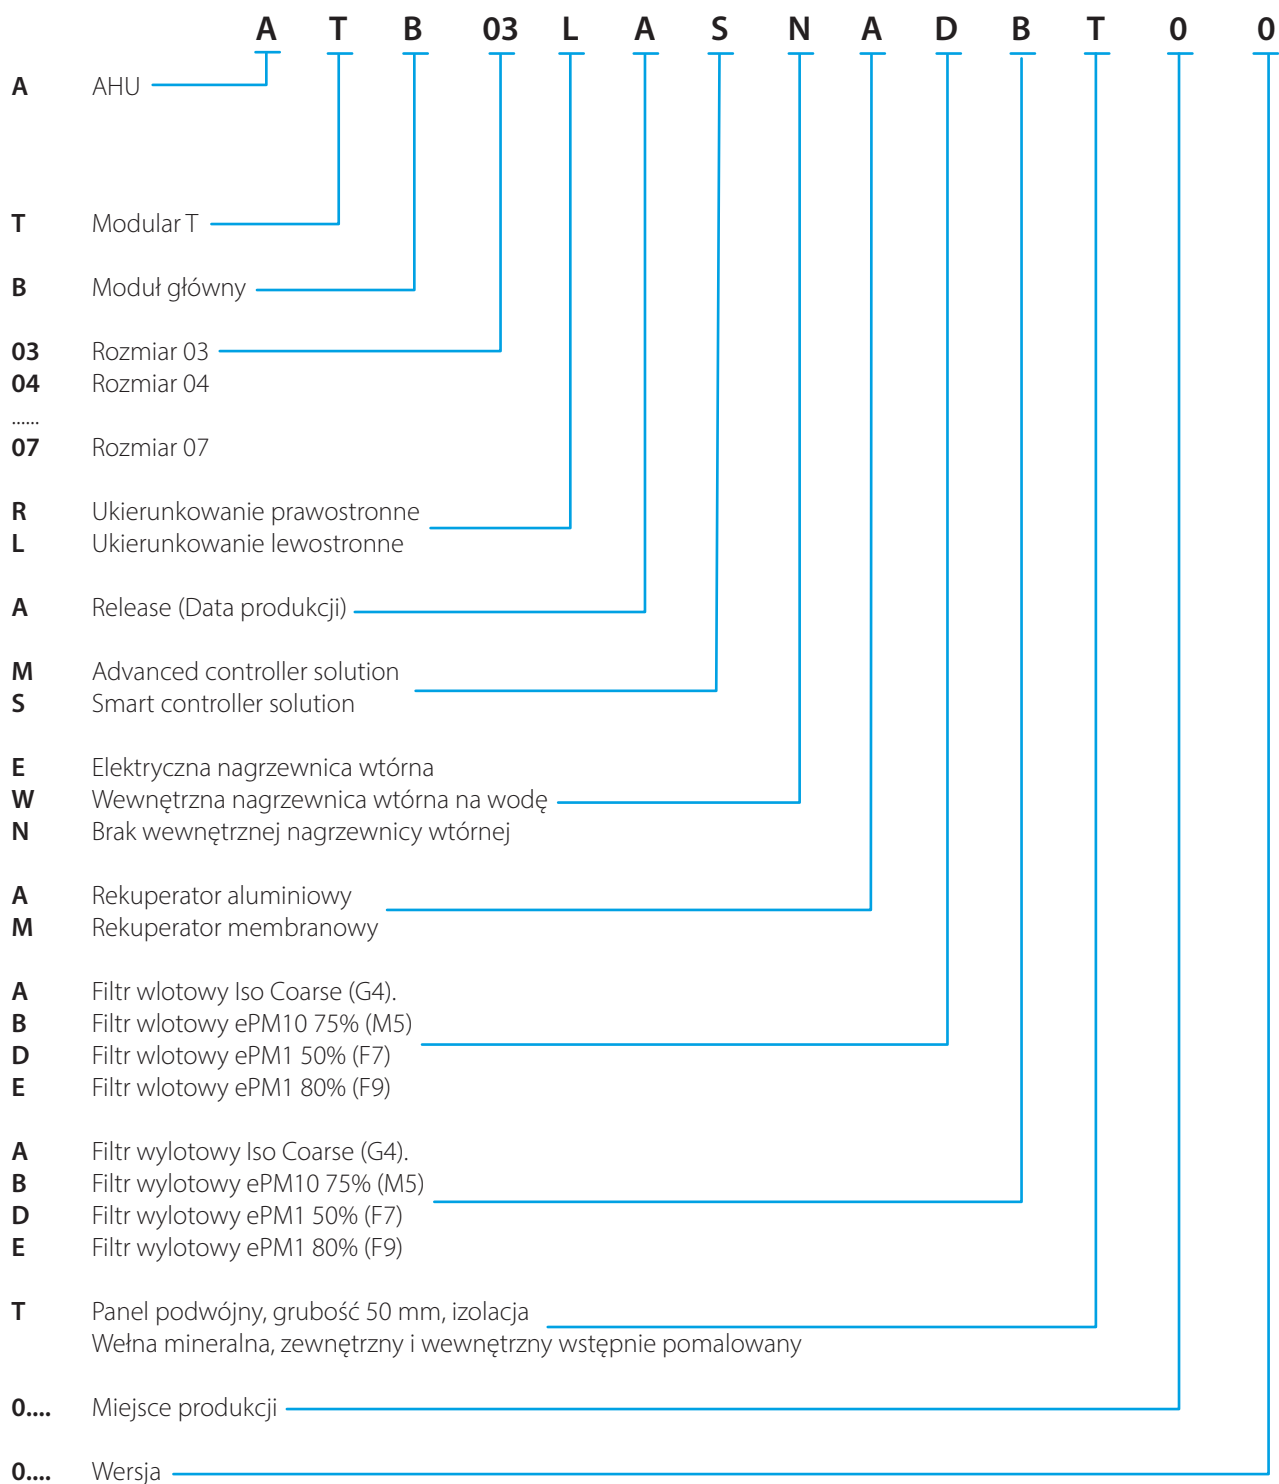 A T B 03 L A S N A D B T 0 0
A AHU
T Modular T
B Moduł główny
03 Rozmiar 03
04 Rozmiar 04
......
07 Rozmiar 07
R Ukierunkowanie prawostronne
L Ukierunkowanie lewostronne
A Release (Data produkcji)
M Advanced controller solution
S Smart controller solution
E Elektryczna nagrzewnica wtórna
W Wewnętrzna nagrzewnica wtórna na wodę
N Brak wewnętrznej nagrzewnicy wtórnej
A Rekuperator aluminiowy
M Rekuperator membranowy
A Filtr wlotowy Iso Coarse (G4).
B Filtr wlotowy ePM10 75% (M5)
D Filtr wlotowy ePM1 50% (F7)
E Filtr wlotowy ePM1 80% (F9)
A Filtr wylotowy Iso Coarse (G4).
B Filtr wylotowy ePM10 75% (M5)
D Filtr wylotowy ePM1 50% (F7)
E Filtr wylotowy ePM1 80% (F9)
T Panel podwójny, grubość 50 mm, izolacja
Wełna mineralna, zewnętrzny i wewnętrzny wstępnie pomalowany
0.... Miejsce produkcji
0.... Wersja